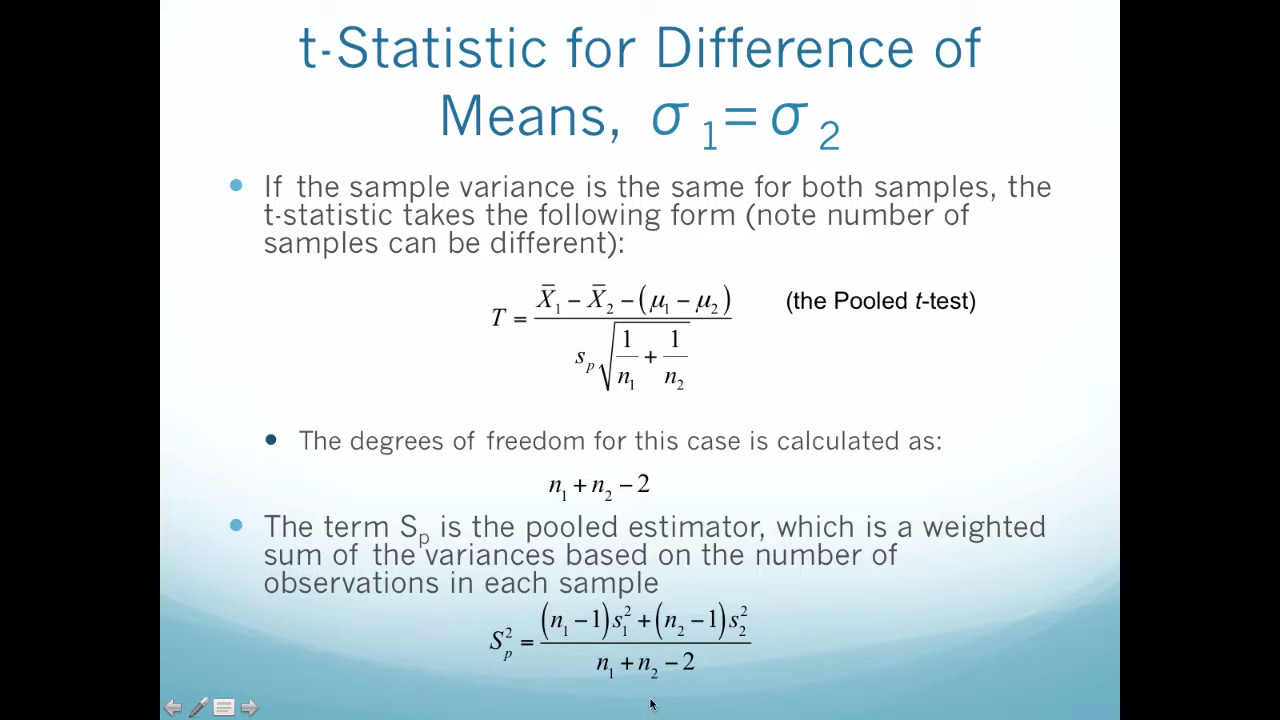 t-Statistic for Difference of
Means, σ₁=σ₂
• If the sample variance is the same for both samples, the
t-statistic takes the following form (note number of
samples can be different):
T = (X̄₁ − X̄₂ − (μ₁ − μ₂)) / (sₚ√(1/n₁ + 1/n₂)) (the Pooled t-test)
• The degrees of freedom for this case is calculated as:
n₁ + n₂ − 2
• The term Sₚ is the pooled estimator, which is a weighted
sum of the variances based on the number of
observations in each sample
Sₚ² = ((n₁ − 1)s₁² + (n₂ − 1)s₂²) / (n₁ + n₂ − 2)